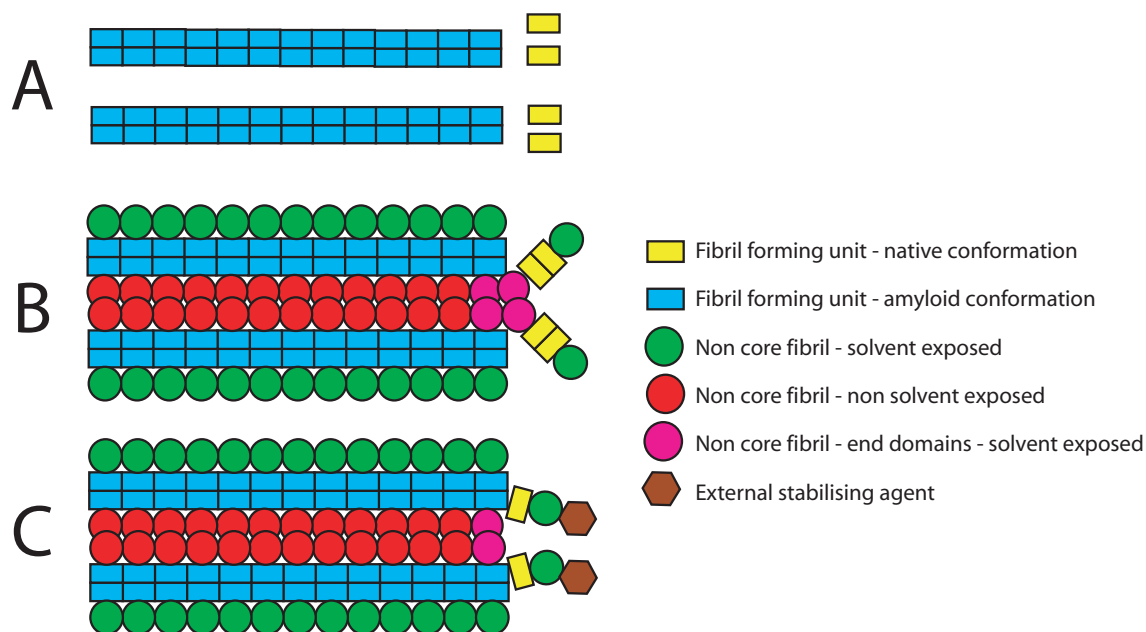 A
B
C
Fibril forming unit - native conformation
Fibril forming unit - amyloid conformation
Non core fibril - solvent exposed
Non core fibril - non solvent exposed
Non core fibril - end domains - solvent exposed
External stabilising agent